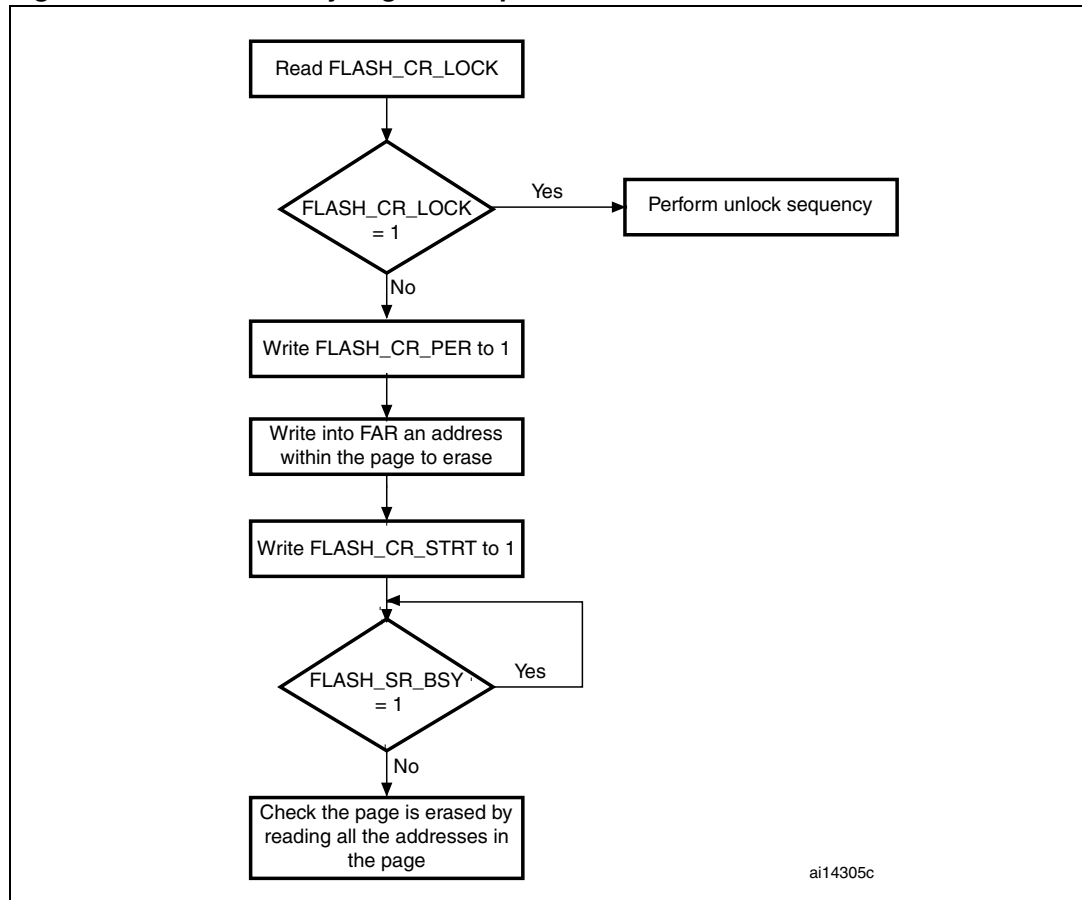 Read FLASH_CR_LOCK
FLASH_CR_LOCK
= 1
Yes
Perform unlock sequency
No
Write FLASH_CR_PER to 1
Write into FAR an address
within the page to erase
Write FLASH_CR_STRT to 1
FLASH_SR_BSY
= 1
Yes
No
Check the page is erased by
reading all the addresses in
the page
ai14305c